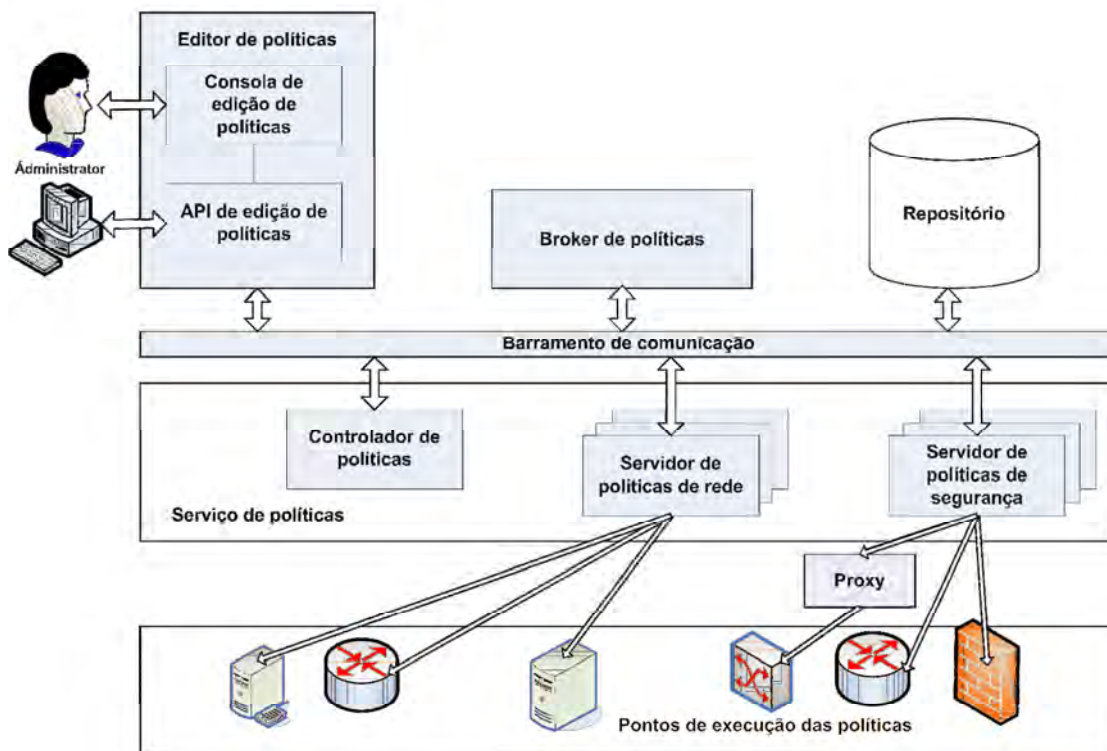 Editor de políticas
Consola de
edição de
políticas
Ádministrator
API de edição de
políticas
Broker de políticas
Repositório
Barramento de comunicação
Controlador de
políticas
Servidor de
políticas de rede
Servidor de
políticas de
segurança
Serviço de políticas
Proxy
Pontos de execução das políticas